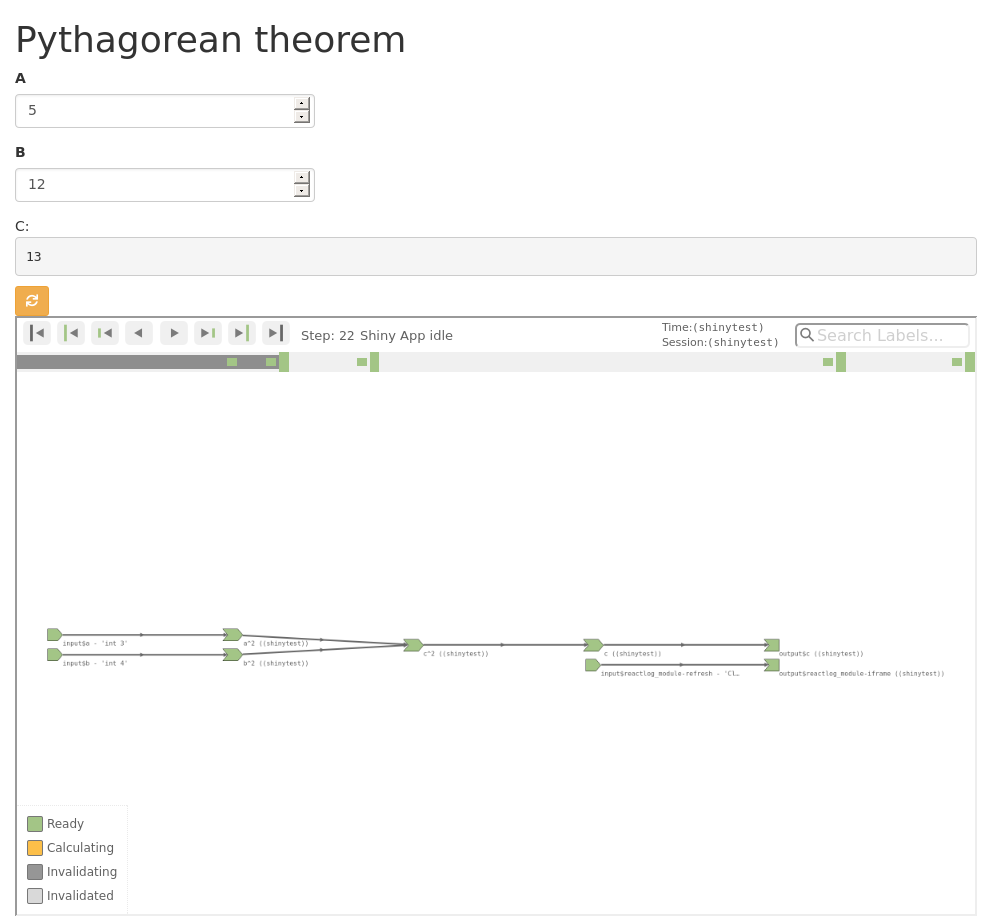 Pythagorean theorem
A
5
B
12
C:
13
Step: 22 Shiny App idle
Time:(shinytest)
Session:(shinytest)
Search Labels...
input$a - 'int 3'
a^2 ((shinytest))
input$b - 'int 4'
b^2 ((shinytest))
c^2 ((shinytest))
c ((shinytest))
output$c ((shinytest))
input$reactlog_module-refresh - 'Cl…
output$reactlog_module-iframe ((shinytest))
Ready
Calculating
Invalidating
Invalidated